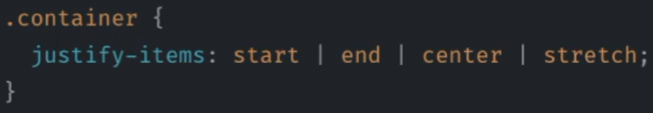 .container {
  justify-items: start | end | center | stretch;
}